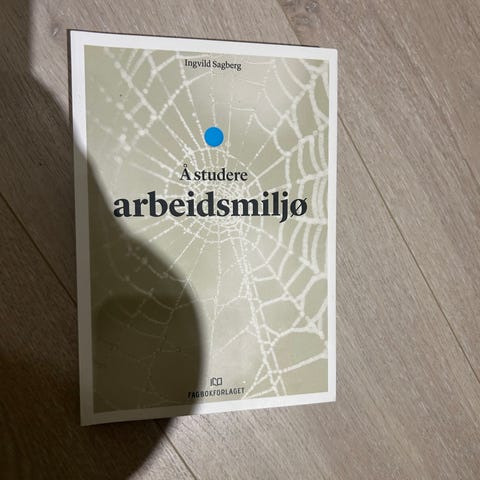 Ingvild Sagberg
Å studere
arbeidsmiljø
FAGBOKFORLAGET